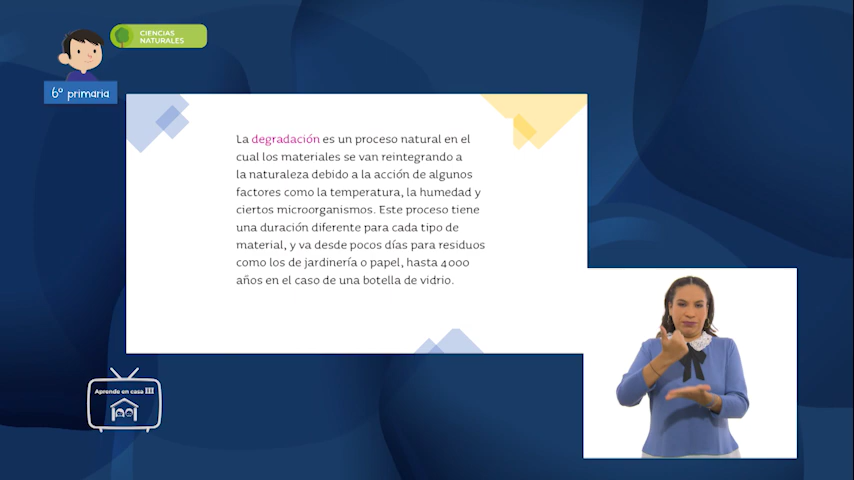 CIENCIAS
NATURALES
6º primaria
La degradación es un proceso natural en el
cual los materiales se van reintegrando a
la naturaleza debido a la acción de algunos
factores como la temperatura, la humedad y
ciertos microorganismos. Este proceso tiene
una duración diferente para cada tipo de
material, y va desde pocos días para residuos
como los de jardinería o papel, hasta 4000
años en el caso de una botella de vidrio.
Aprende en casa III